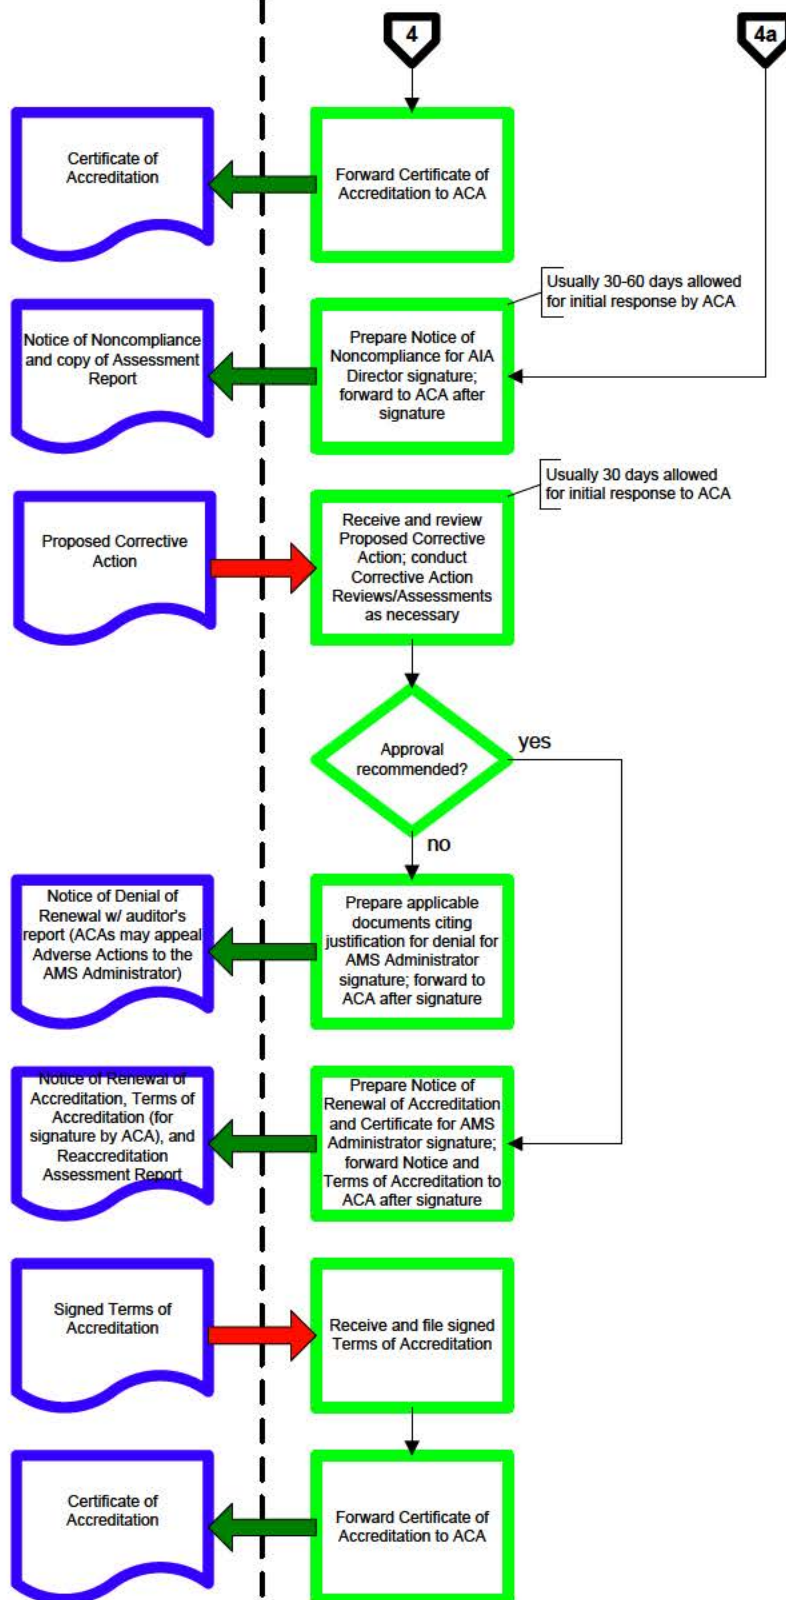 4
4a
Certificate of
Accreditation
Forward Certificate of
Accreditation to ACA
Usually 30-60 days allowed
for initial response by ACA
Notice of Noncompliance
and copy of Assessment
Report
Prepare Notice of
Noncompliance for AIA
Director signature;
forward to ACA after
signature
Usually 30 days allowed
for initial response to ACA
Proposed Corrective
Action
Receive and review
Proposed Corrective
Action; conduct
Corrective Action
Reviews/Assessments
as necessary
Approval
recommended?
yes
no
Notice of Denial of
Renewal w/ auditor's
report (ACAs may appeal
Adverse Actions to the
AMS Administrator)
Prepare applicable
documents citing
justification for denial for
AMS Administrator
signature; forward to
ACA after signature
Notice of Renewal of
Accreditation, Terms of
Accreditation (for
signature by ACA), and
Reaccreditation
Assessment Report
Prepare Notice of
Renewal of Accreditation
and Certificate for AMS
Administrator signature;
forward Notice and
Terms of Accreditation to
ACA after signature
Signed Terms of
Accreditation
Receive and file signed
Terms of Accreditation
Certificate of
Accreditation
Forward Certificate of
Accreditation to ACA